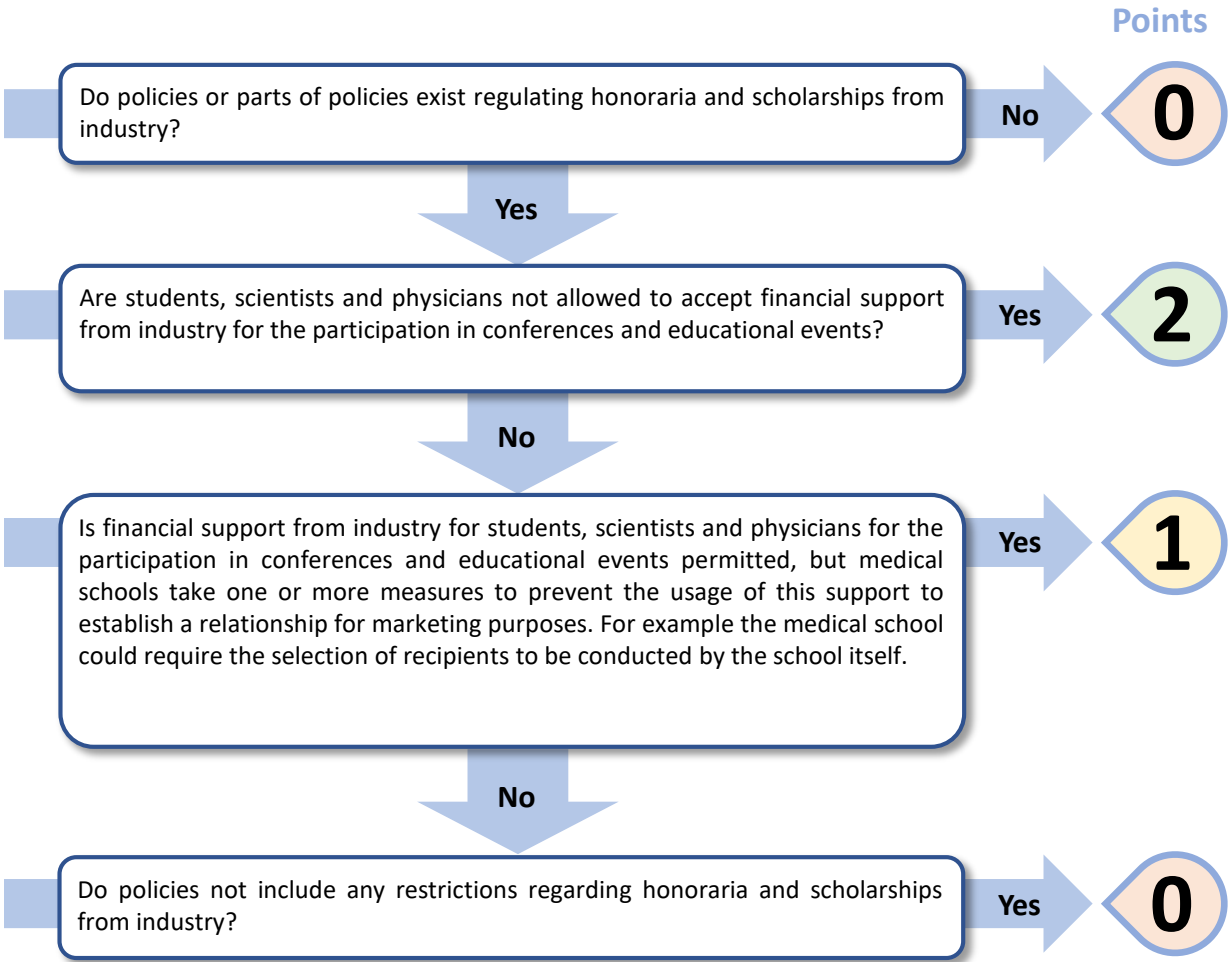 Points
Do policies or parts of policies exist regulating honoraria and scholarships from
industry?
No
0
Yes
Are students, scientists and physicians not allowed to accept financial support
from industry for the participation in conferences and educational events?
Yes
2
No
Is financial support from industry for students, scientists and physicians for the
participation in conferences and educational events permitted, but medical
schools take one or more measures to prevent the usage of this support to
establish a relationship for marketing purposes. For example the medical school
could require the selection of recipients to be conducted by the school itself.
Yes
1
No
Do policies not include any restrictions regarding honoraria and scholarships
from industry?
Yes
0